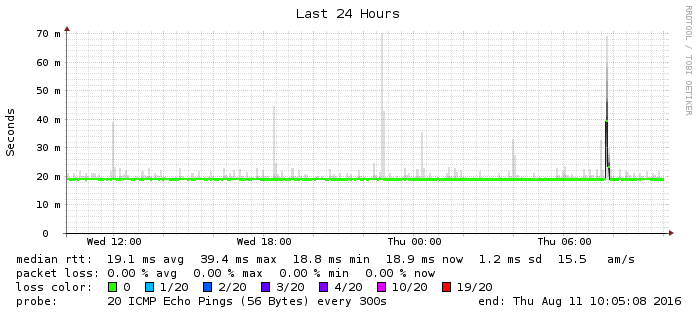 Last 24 Hours
RRDTOOL / TOBI OETIKER
Seconds
70 m
60 m
50 m
40 m
30 m
20 m
10 m
0
Wed 12:00 Wed 18:00 Thu 00:00 Thu 06:00
median rtt: 19.1 ms avg 39.4 ms max 18.8 ms min 18.9 ms now 1.2 ms sd 15.5 am/s
packet loss: 0.00 % avg 0.00 % max 0.00 % min 0.00 % now
loss color: 0 1/20 2/20 3/20 4/20 10/20 19/20
probe: 20 ICMP Echo Pings (56 Bytes) every 300s end: Thu Aug 11 10:05:08 2016